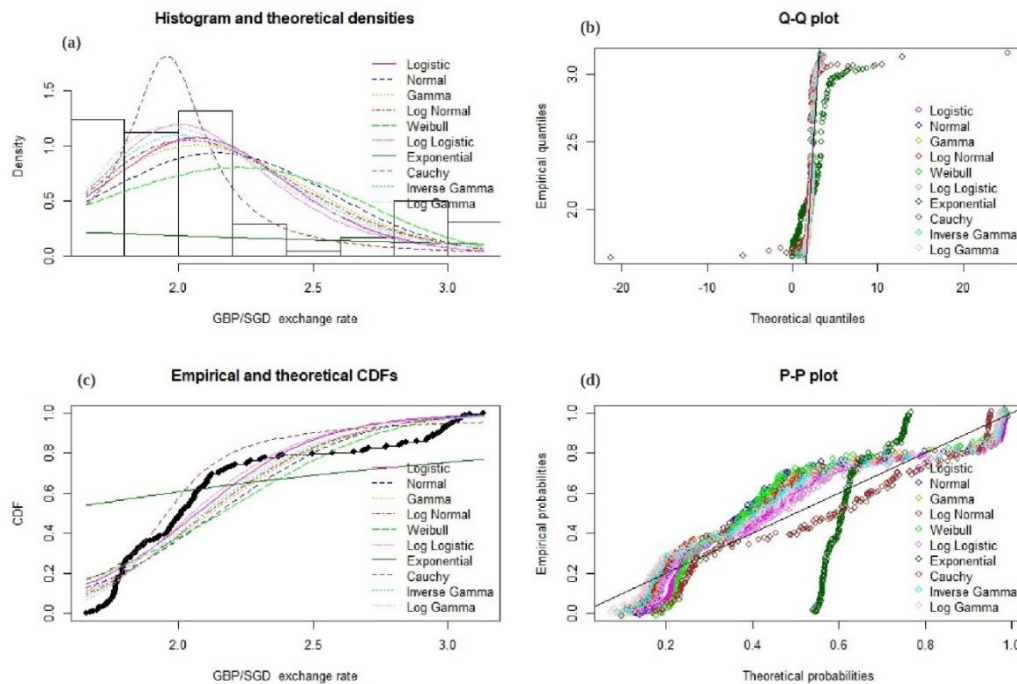 Histogram and theoretical densities
(a)
Logistic
Normal
Gamma
Log Normal
Weibull
Log Logistic
Exponential
Cauchy
Inverse Gamma
Log Gamma
Density
0.0
0.5
1.0
1.5
2.0
2.5
3.0
GBP/SGD exchange rate
Q-Q plot
(b)
Logistic
Normal
Gamma
Log Normal
Weibull
Log Logistic
Exponential
Cauchy
Inverse Gamma
Log Gamma
Empirical quantiles
2.0
2.5
3.0
-20
-10
0
10
20
Theoretical quantiles
Empirical and theoretical CDFs
(c)
Logistic
Normal
Gamma
Log Normal
Weibull
Log Logistic
Exponential
Cauchy
Inverse Gamma
Log Gamma
CDF
0.0
0.2
0.4
0.6
0.8
1.0
2.0
2.5
3.0
GBP/SGD exchange rate
P-P plot
(d)
Logistic
Normal
Gamma
Log Normal
Weibull
Log Logistic
Exponential
Cauchy
Inverse Gamma
Log Gamma
Empirical probabilities
0.0
0.2
0.4
0.6
0.8
1.0
0.2
0.4
0.6
0.8
1.0
Theoretical probabilities